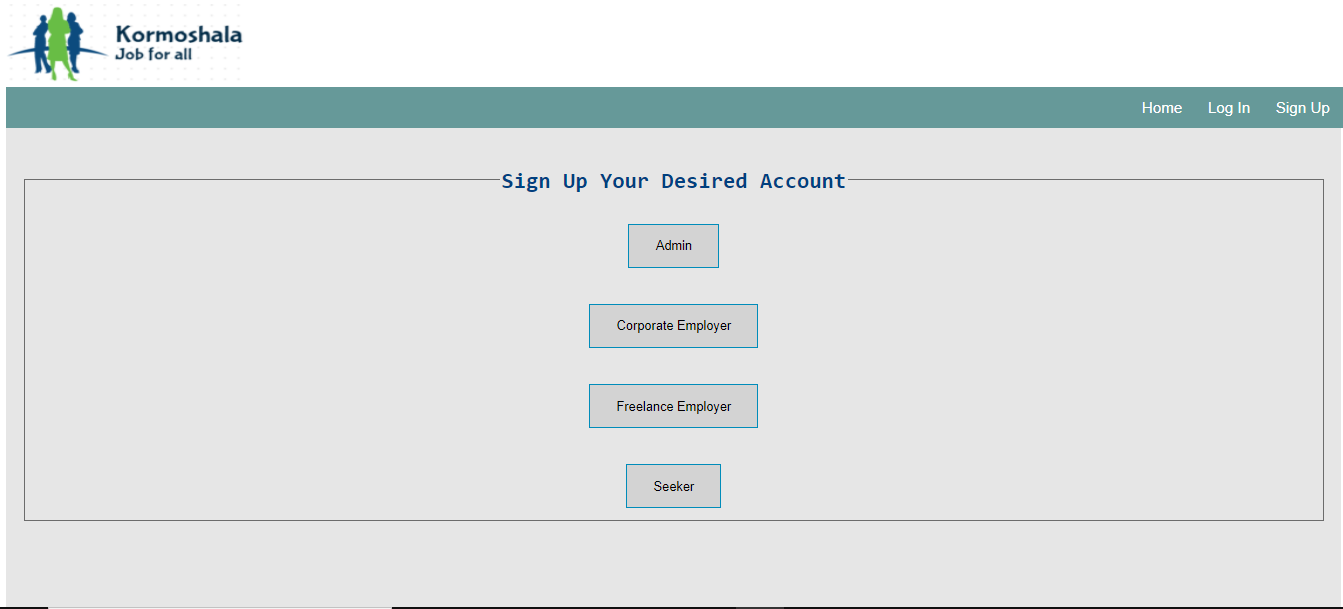 Kormoshala
Job for all
Home Log In Sign Up
Sign Up Your Desired Account
Admin
Corporate Employer
Freelance Employer
Seeker